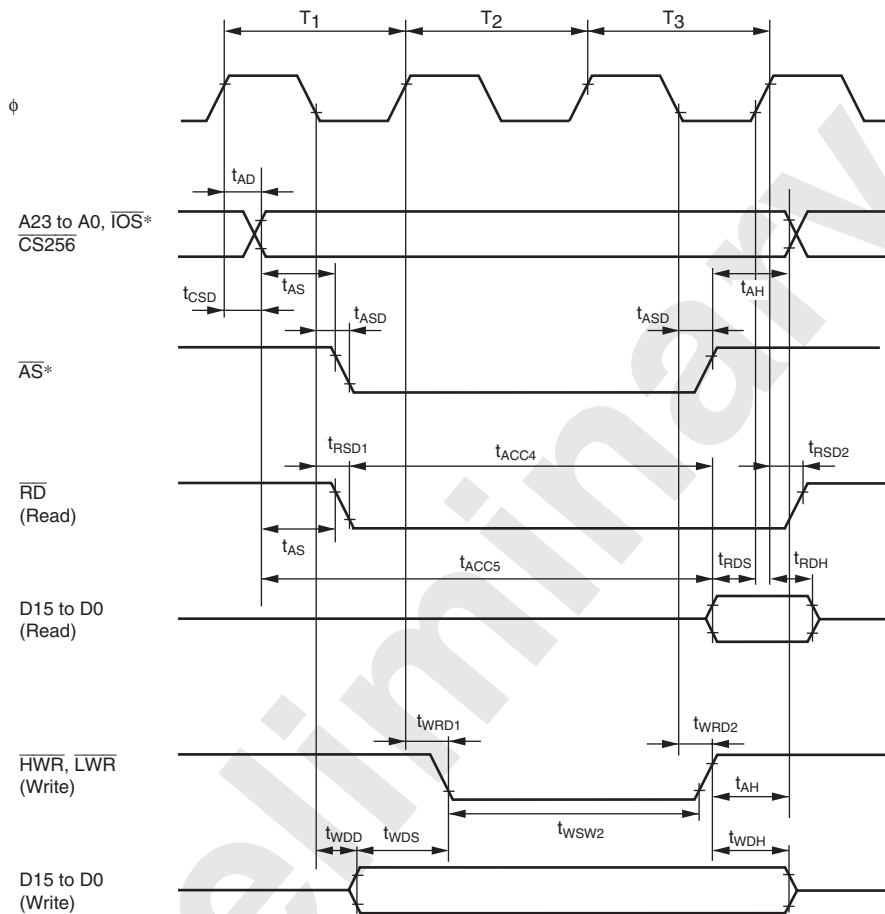 T1 T2 T3
ϕ
tAD
A23 to A0, IOS*
CS256
tAS tAH
tCSD
tASD tASD
AS*
tRSD1 tACC4 tRSD2
RD
(Read)
tAS
tACC5 tRDS tRDH
D15 to D0
(Read)
tWRD1 tWRD2
HWR, LWR
(Write)
tAH
tWSW2
tWDD tWDS tWDH
D15 to D0
(Write)
eliminary